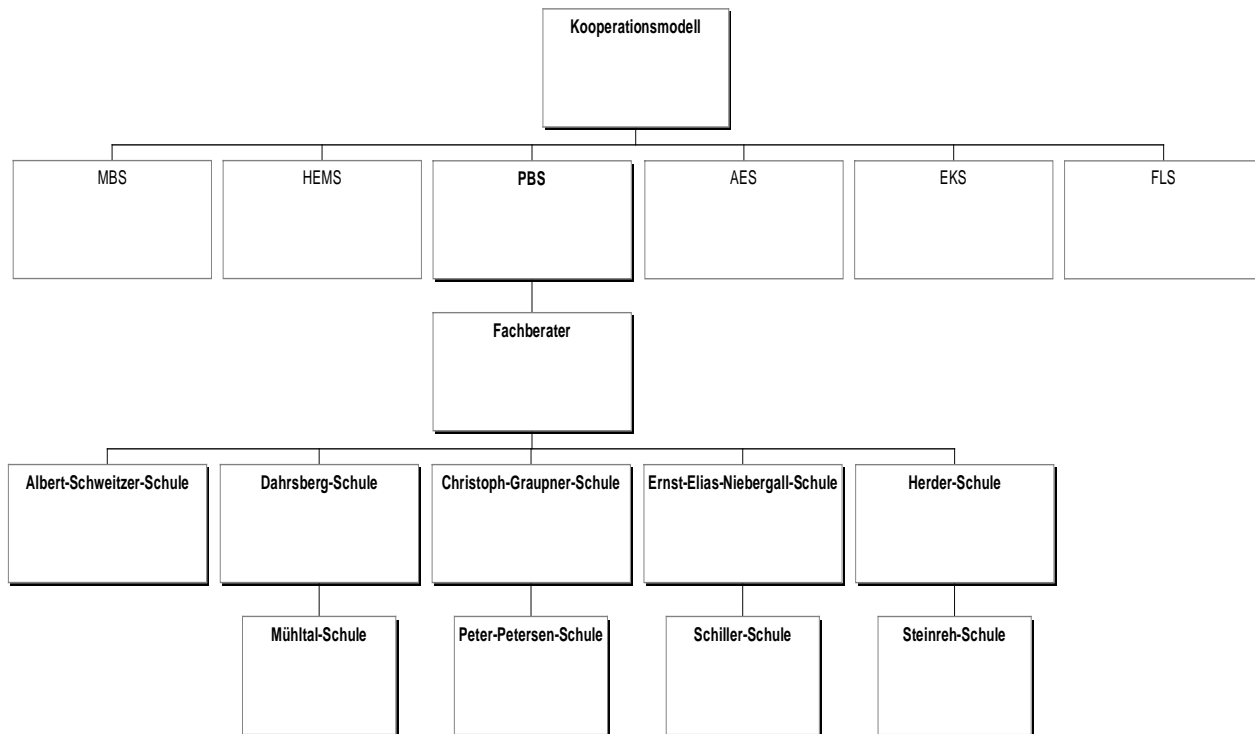 Kooperationsmodell
MBS
HEMS
PBS
AES
EKS
FLS
Fachberater
Albert-Schweitzer-Schule
Dahrsberg-Schule
Christoph-Graupner-Schule
Ernst-Elias-Niebergall-Schule
Herder-Schule
Mühltal-Schule
Peter-Petersen-Schule
Schiller-Schule
Steinreh-Schule